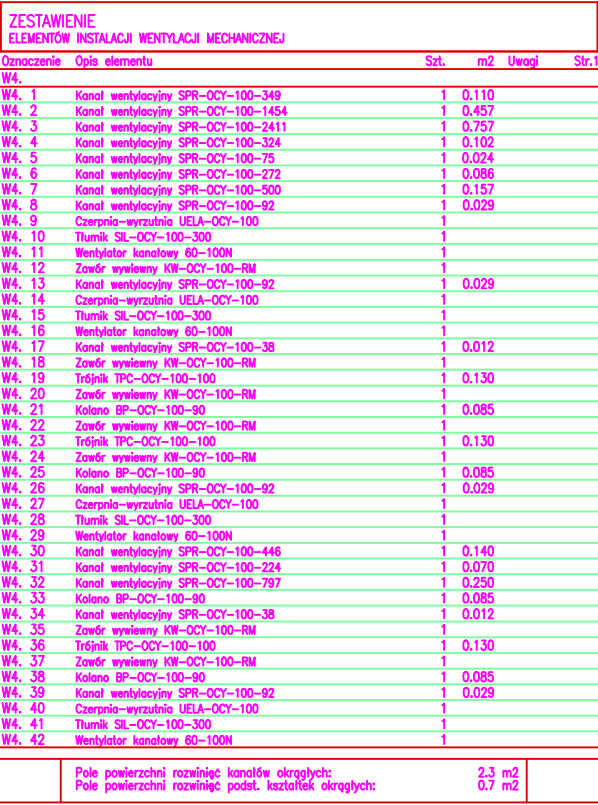 ZESTAWIENIE
ELEMENTÓW INSTALACJI WENTYLACJI MECHANICZNEJ
Oznaczenie Opis elementu Szt. m2 Uwagi Str.1
W4.
W4. 1 Kanał wentylacyjny SPR-OCY-100-349 1 0.110
W4. 2 Kanał wentylacyjny SPR-OCY-100-1454 1 0.457
W4. 3 Kanał wentylacyjny SPR-OCY-100-2411 1 0.757
W4. 4 Kanał wentylacyjny SPR-OCY-100-324 1 0.102
W4. 5 Kanał wentylacyjny SPR-OCY-100-75 1 0.024
W4. 6 Kanał wentylacyjny SPR-OCY-100-272 1 0.086
W4. 7 Kanał wentylacyjny SPR-OCY-100-500 1 0.157
W4. 8 Kanał wentylacyjny SPR-OCY-100-92 1 0.029
W4. 9 Czerpnia-wyrzutnia UELA-OCY-100 1
W4. 10 Tłumik SIL-OCY-100-300 1
W4. 11 Wentylator kanałowy 60-100N 1
W4. 12 Zawór wywiewny KW-OCY-100-RM 1
W4. 13 Kanał wentylacyjny SPR-OCY-100-92 1 0.029
W4. 14 Czerpnia-wyrzutnia UELA-OCY-100 1
W4. 15 Tłumik SIL-OCY-100-300 1
W4. 16 Wentylator kanałowy 60-100N 1
W4. 17 Kanał wentylacyjny SPR-OCY-100-38 1 0.012
W4. 18 Zawór wywiewny KW-OCY-100-RM 1
W4. 19 Trójnik TPC-OCY-100-100 1 0.130
W4. 20 Zawór wywiewny KW-OCY-100-RM 1
W4. 21 Kolano BP-OCY-100-90 1 0.085
W4. 22 Zawór wywiewny KW-OCY-100-RM 1
W4. 23 Trójnik TPC-OCY-100-100 1 0.130
W4. 24 Zawór wywiewny KW-OCY-100-RM 1
W4. 25 Kolano BP-OCY-100-90 1 0.085
W4. 26 Kanał wentylacyjny SPR-OCY-100-92 1 0.029
W4. 27 Czerpnia-wyrzutnia UELA-OCY-100 1
W4. 28 Tłumik SIL-OCY-100-300 1
W4. 29 Wentylator kanałowy 60-100N 1
W4. 30 Kanał wentylacyjny SPR-OCY-100-446 1 0.140
W4. 31 Kanał wentylacyjny SPR-OCY-100-224 1 0.070
W4. 32 Kanał wentylacyjny SPR-OCY-100-797 1 0.250
W4. 33 Kolano BP-OCY-100-90 1 0.085
W4. 34 Kanał wentylacyjny SPR-OCY-100-38 1 0.012
W4. 35 Zawór wywiewny KW-OCY-100-RM 1
W4. 36 Trójnik TPC-OCY-100-100 1 0.130
W4. 37 Zawór wywiewny KW-OCY-100-RM 1
W4. 38 Kolano BP-OCY-100-90 1 0.085
W4. 39 Kanał wentylacyjny SPR-OCY-100-92 1 0.029
W4. 40 Czerpnia-wyrzutnia UELA-OCY-100 1
W4. 41 Tłumik SIL-OCY-100-300 1
W4. 42 Wentylator kanałowy 60-100N 1
Pole powierzchni rozwinięć kanałów okrągłych: 2.3 m2
Pole powierzchni rozwinięć podst. kształtek okrągłych: 0.7 m2